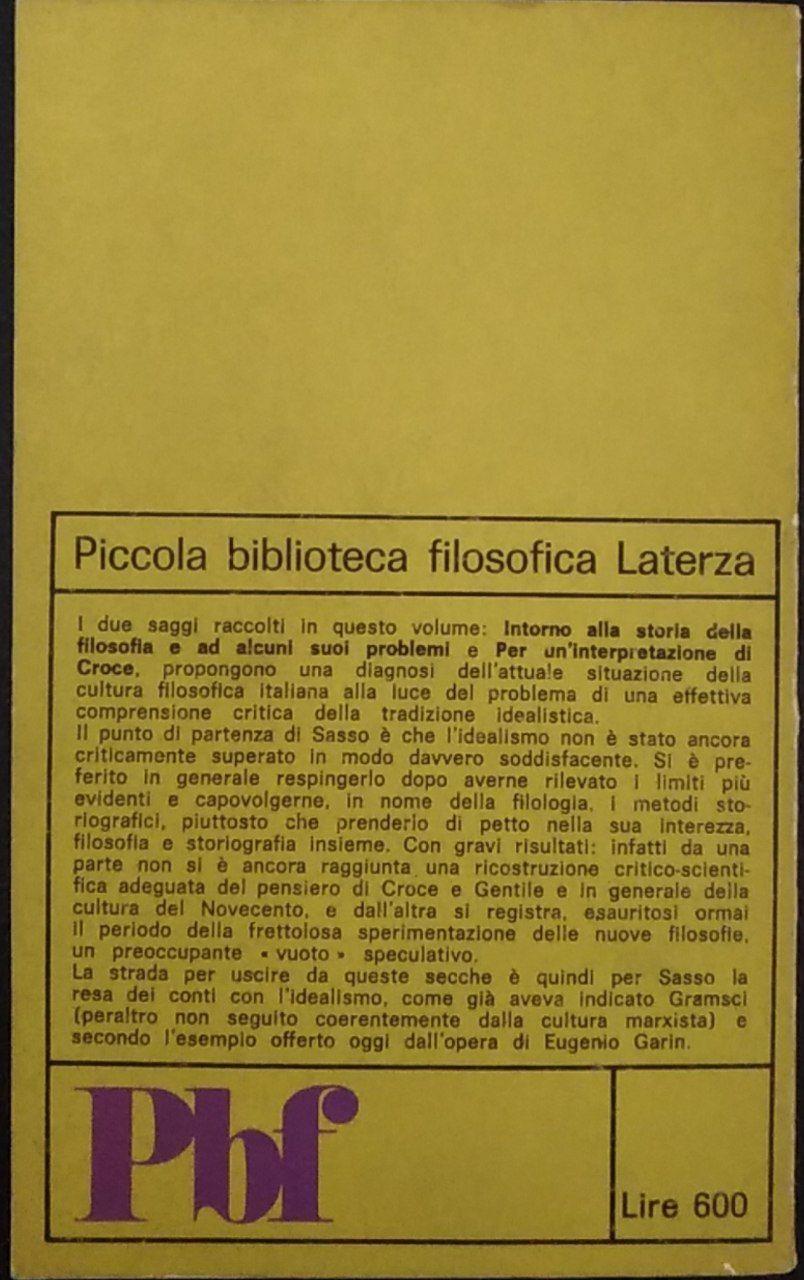 Piccola biblioteca filosofica Laterza
I due saggi raccolti in questo volume: Intorno alla storia della
filosofia e ad alcuni suoi problemi e Per un'interpretazione di
Croce, propongono una diagnosi dell'attuale situazione della
cultura filosofica italiana alla luce del problema di una effettiva
comprensione critica della tradizione idealistica.
Il punto di partenza di Sasso è che l'idealismo non è stato ancora
criticamente superato in modo davvero soddisfacente. Si è pre-
ferito in generale respingerlo dopo averne rilevato i limiti più
evidenti e capovolgerne, in nome della filologia, i metodi sto-
riografici, piuttosto che prenderlo di petto nella sua interezza,
filosofia e storiografia insieme. Con gravi risultati: infatti da una
parte non si è ancora raggiunta una ricostruzione critico-scienti-
fica adeguata del pensiero di Croce e Gentile e in generale della
cultura del Novecento, e dall'altra si registra, esauritosi ormai
il periodo della frettolosa sperimentazione delle nuove filosofie,
un preoccupante « vuoto » speculativo.
La strada per uscire da queste secche è quindi per Sasso la
resa dei conti con l'idealismo, come già aveva indicato Gramsci
(peraltro non seguito coerentemente dalla cultura marxista) e
secondo l'esempio offerto oggi dall'opera di Eugenio Garin.
Pbf
Lire 600